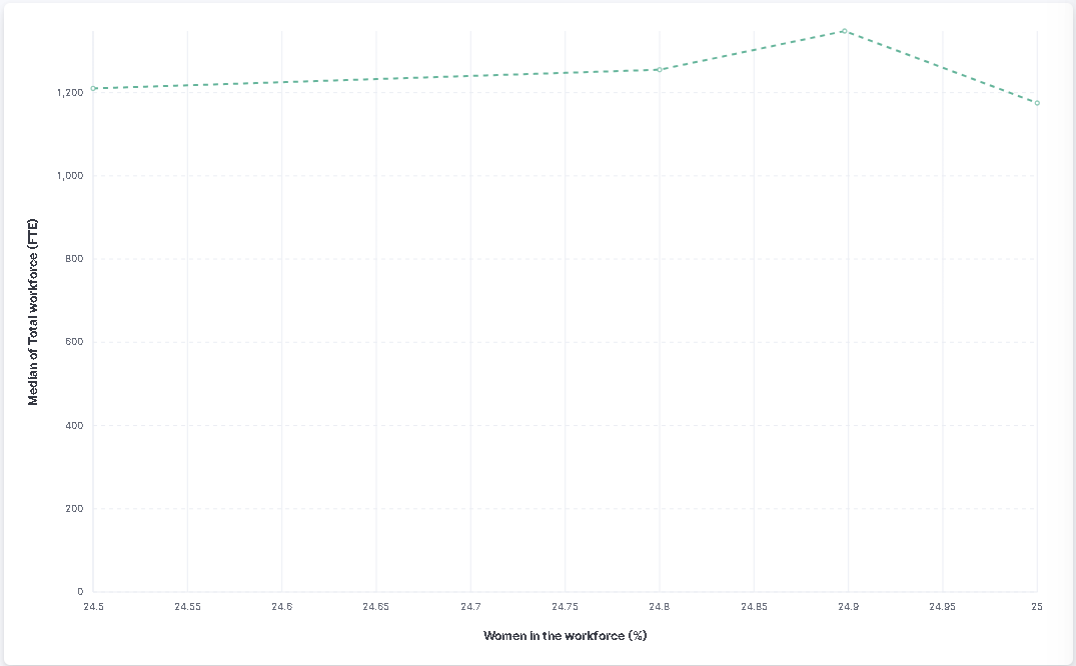 1,200
1,000
800
600
400
200
0
Median of Total workforce (FTE)
24.5 24.55 24.6 24.65 24.7 24.75 24.8 24.85 24.9 24.95 25
Women in the workforce (%)